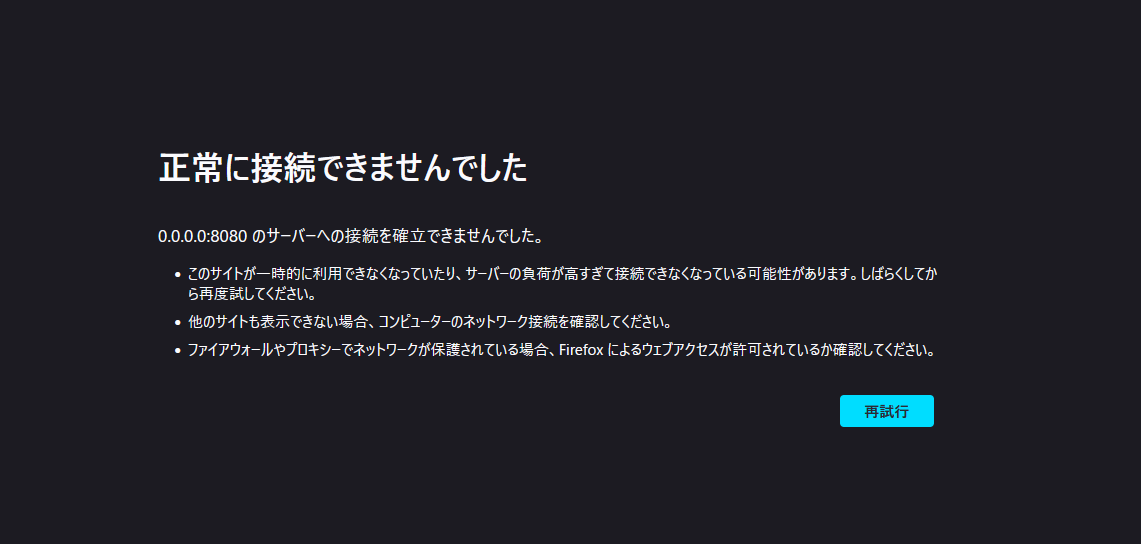 正常に接続できませんでした
0.0.0.0:8080 のサーバーへの接続を確立できませんでした。
• このサイトが一時的に利用できなくなっていたり、サーバーの負荷が高すぎて接続できなくなっている可能性があります。しばらくしてか
ら再度試してください。
• 他のサイトも表示できない場合、コンピューターのネットワーク接続を確認してください。
• ファイアウォールやプロキシーでネットワークが保護されている場合、Firefox によるウェブアクセスが許可されているか確認してください。
再試行